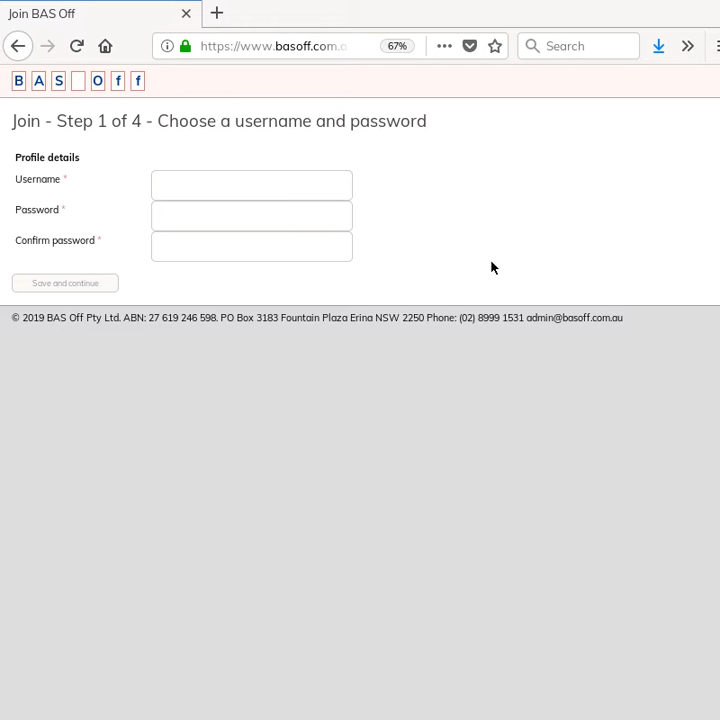 Join BAS Off
https://www.basoff.com.
67%
Search
BAS Off
Join - Step 1 of 4 - Choose a username and password
Profile details
Username *
Password *
Confirm password *
Save and continue
© 2019 BAS Off Pty Ltd. ABN: 27 619 246 598. PO Box 3183 Fountain Plaza Erina NSW 2250 Phone: (02) 8999 1531 admin@basoff.com.au